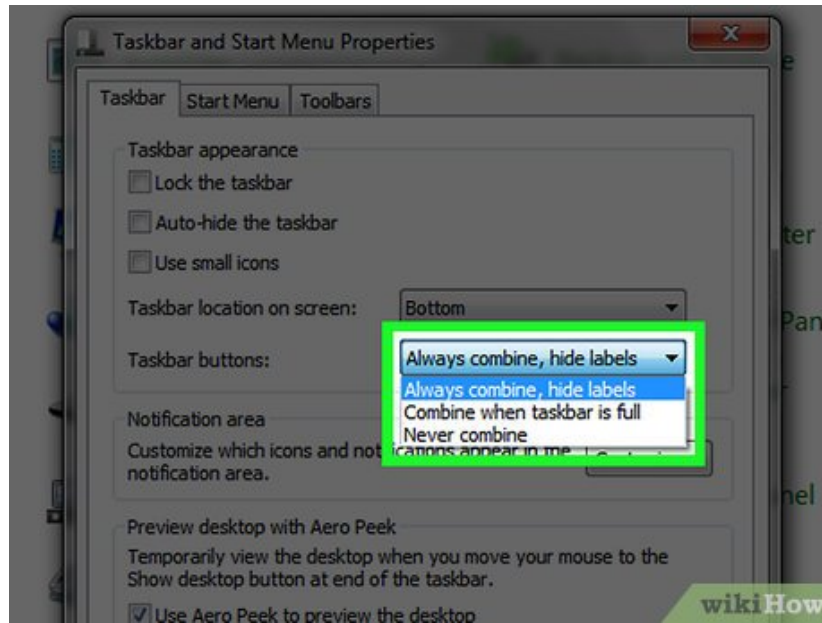 Taskbar and Start Menu Properties
Taskbar Start Menu Toolbars
Taskbar appearance
Lock the taskbar
Auto-hide the taskbar
Use small icons
Taskbar location on screen: Bottom
Taskbar buttons: Always combine, hide labels
Always combine, hide labels
Combine when taskbar is full
Never combine
Notification area
Customize which icons and notifications appear in the
notification area.
Preview desktop with Aero Peek
Temporarily view the desktop when you move your mouse to the
Show desktop button at end of the taskbar.
Use Aero Peek to preview the desktop
wikiHow